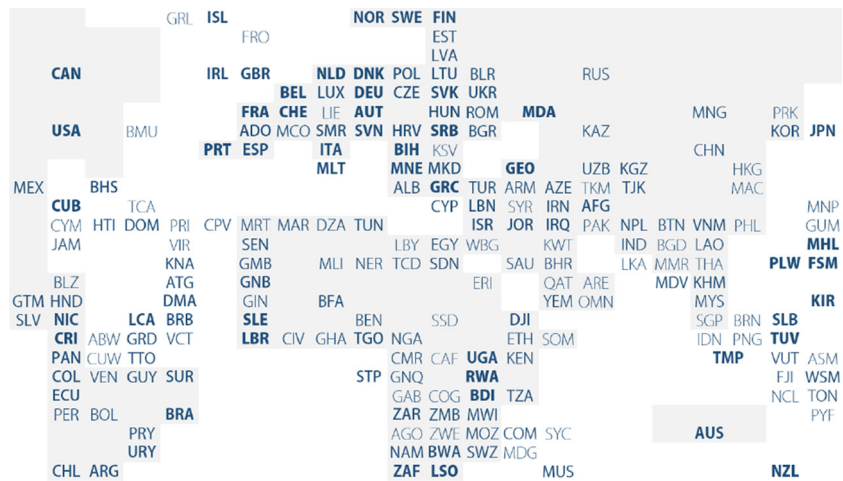 GRL ISL NOR SWE FIN
FRO EST
LVA
CAN IRL GBR NLD DNK POL LTU BLR RUS
BEL LUX DEU CZE SVK UKR
FRA CHE LIE AUT HUN ROM MDA MNG PRK
USA BMU ADO MCO SMR SVN HRV SRB BGR KAZ KOR JPN
PRT ESP ITA BIH KSV CHN
MLT MNE MKD GEO UZB KGZ HKG
MEX BHS ALB GRC TUR ARM AZE TKM TJK MAC
CUB TCA CYP LBN SYR IRN AFG MNP
CYM HTI DOM PRI CPV MRT MAR DZA TUN ISR JOR IRQ PAK NPL BTN VNM PHL GUM
JAM VIR SEN LBY EGY WBG KWT IND BGD LAO MHL
KNA GMB MLI NER TCD SDN SAU BHR LKA MMR THA PLW FSM
BLZ ATG GNB ERI QAT ARE MDV KHM
GTM HND DMA GIN BFA YEM OMN MYS KIR
SLV NIC LCA BRB SLE BEN SSD DJI SGP BRN SLB
CRI ABW GRD VCT LBR CIV GHA TGO NGA ETH SOM IDN PNG TUV
PAN CUW TTO CMR CAF UGA KEN TMP VUT ASM
COL VEN GUY SUR STP GNQ RWA FJI WSM
ECU GAB COG BDI TZA NCL TON
PER BOL BRA ZAR ZMB MWI PYF
PRY AGO ZWE MOZ COM SYC AUS
URY NAM BWA SWZ MDG
CHL ARG ZAF LSO MUS NZL